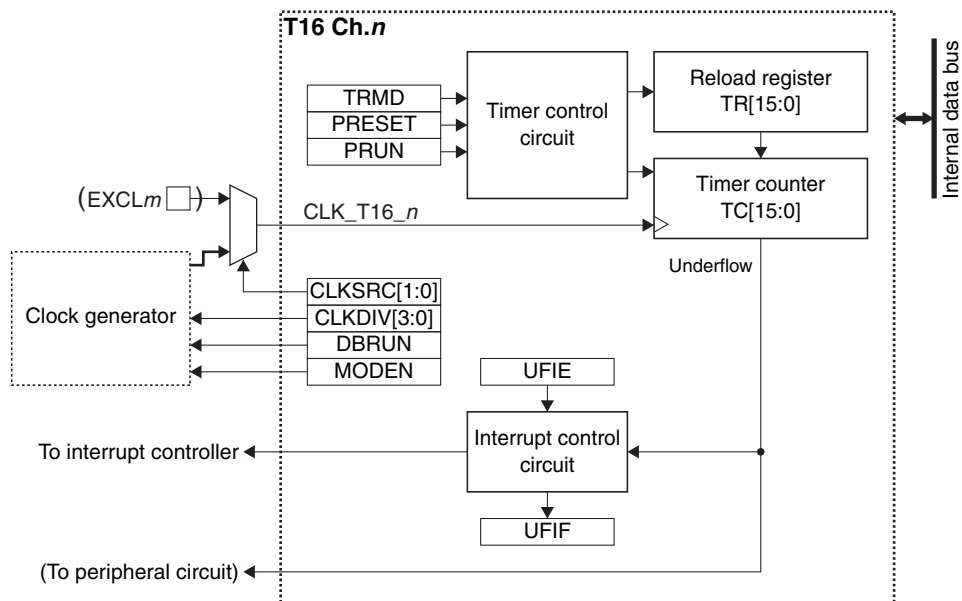 T16 Ch.n
TRMD
PRESET
PRUN
Timer control
circuit
Reload register
TR[15:0]
Timer counter
TC[15:0]
Internal data bus
(EXCLm)
CLK_T16_n
Underflow
Clock generator
CLKSRC[1:0]
CLKDIV[3:0]
DBRUN
MODEN
UFIE
Interrupt control
circuit
UFIF
To interrupt controller
(To peripheral circuit)